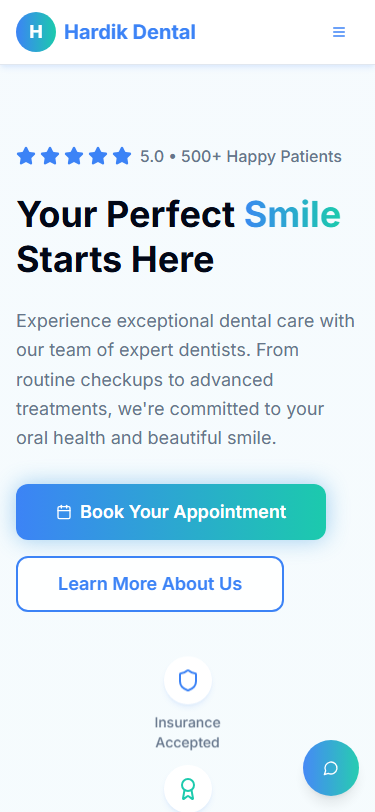 H Hardik Dental
5.0 • 500+ Happy Patients
Your Perfect Smile
Starts Here
Experience exceptional dental care with
our team of expert dentists. From
routine checkups to advanced
treatments, we're committed to your
oral health and beautiful smile.
Book Your Appointment
Learn More About Us
Insurance
Accepted